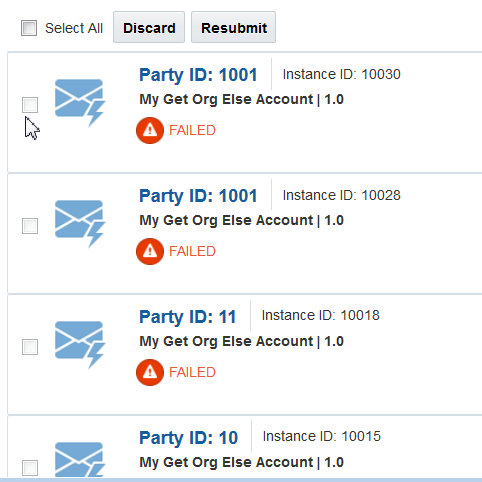 Select All Discard Resubmit
Party ID: 1001 Instance ID: 10030
My Get Org Else Account | 1.0
FAILED
Party ID: 1001 Instance ID: 10028
My Get Org Else Account | 1.0
FAILED
Party ID: 11 Instance ID: 10018
My Get Org Else Account | 1.0
FAILED
Party ID: 10 Instance ID: 10015
My Get Org Else Account | 1.0